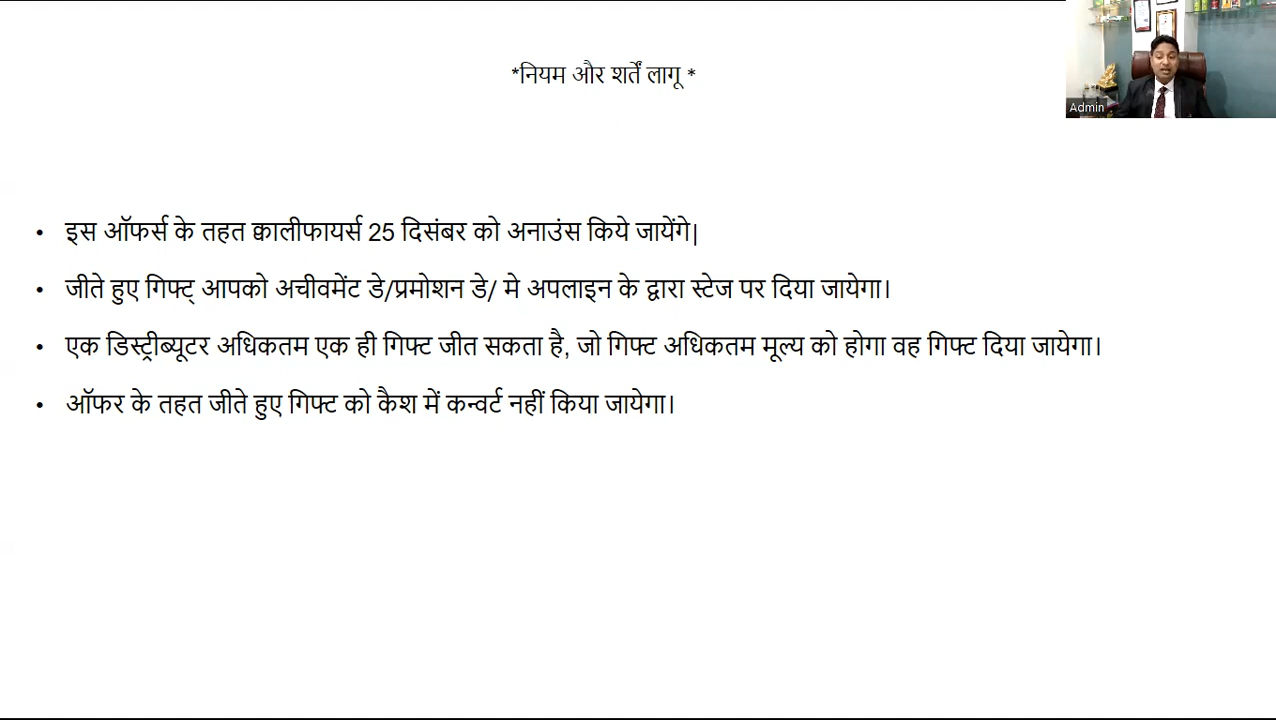 *नियम और शर्तें लागू *
Admin
• इस ऑफर्स के तहत क्वालीफायर्स 25 दिसंबर को अनाउंस किये जायेंगे|
• जीते हुए गिफ्ट् आपको अचीवमेंट डे/प्रमोशन डे/ मे अपलाइन के द्वारा स्टेज पर दिया जायेगा।
• एक डिस्ट्रीब्यूटर अधिकतम एक ही गिफ्ट जीत सकता है, जो गिफ्ट अधिकतम मूल्य को होगा वह गिफ्ट दिया जायेगा।
• ऑफर के तहत जीते हुए गिफ्ट को कैश में कन्वर्ट नहीं किया जायेगा।